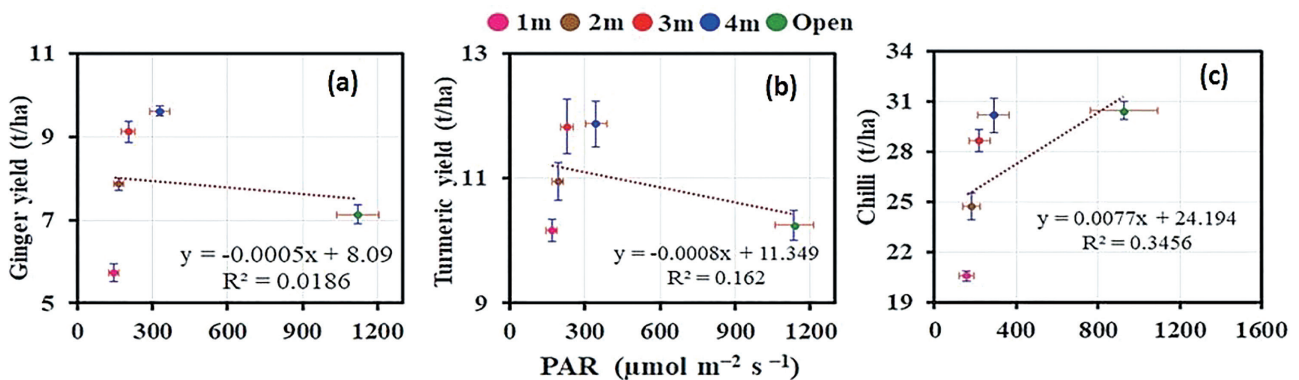 1m 2m 3m 4m Open
Ginger yield (t/ha)
11
9
7
5
(a)
y = -0.0005x + 8.09
R² = 0.0186
0 300 600 900 1200
Turmeric yield (t/ha)
13
11
9
(b)
y = -0.0008x + 11.349
R² = 0.162
0 300 600 900 1200
Chilli (t/ha)
34
31
28
25
22
19
(c)
y = 0.0077x + 24.194
R² = 0.3456
0 400 800 1200 1600
PAR (µmol m⁻² s⁻¹)